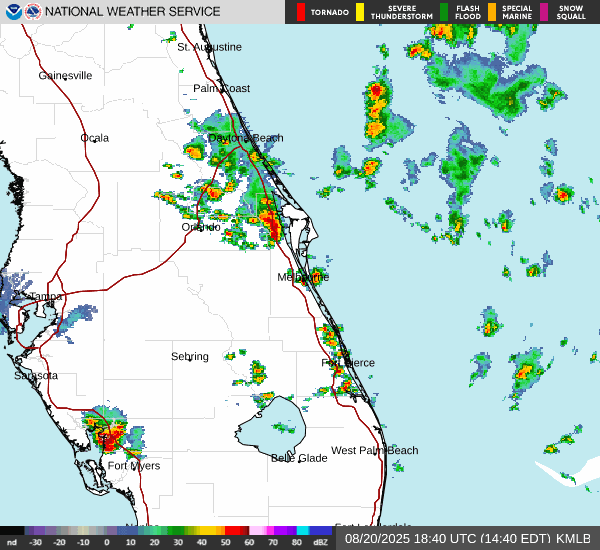 NATIONAL WEATHER SERVICE
TORNADO
SEVERE THUNDERSTORM
FLASH FLOOD
SPECIAL MARINE
SNOW SQUALL
St. Augustine
Gainesville
Palm Coast
Ocala
Daytona Beach
Orlando
Melbourne
Tampa
Sebring
Fort Pierce
Sarasota
West Palm Beach
Belle Glade
Fort Myers
Fort Lauderdale
nd -30 -20 -10 0 10 20 30 40 50 60 70 80 dBZ
08/20/2025 18:40 UTC (14:40 EDT) KMLB